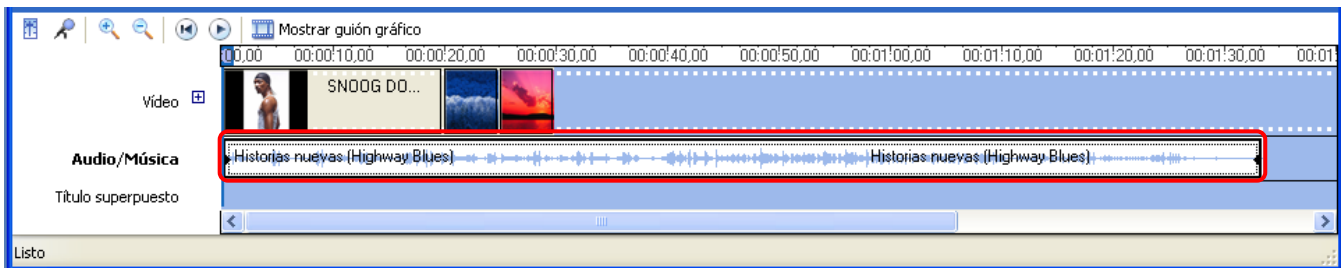 Mostrar guión gráfico
0,00 00:00:10,00 00:00:20,00 00:00:30,00 00:00:40,00 00:00:50,00 00:01:00,00 00:01:10,00 00:01:20,00 00:01:30,00 00:01:
Vídeo SNOOG DO...
Audio/Música Historias nuevas (Highway Blues) Historias nuevas (Highway Blues)
Título superpuesto
Listo